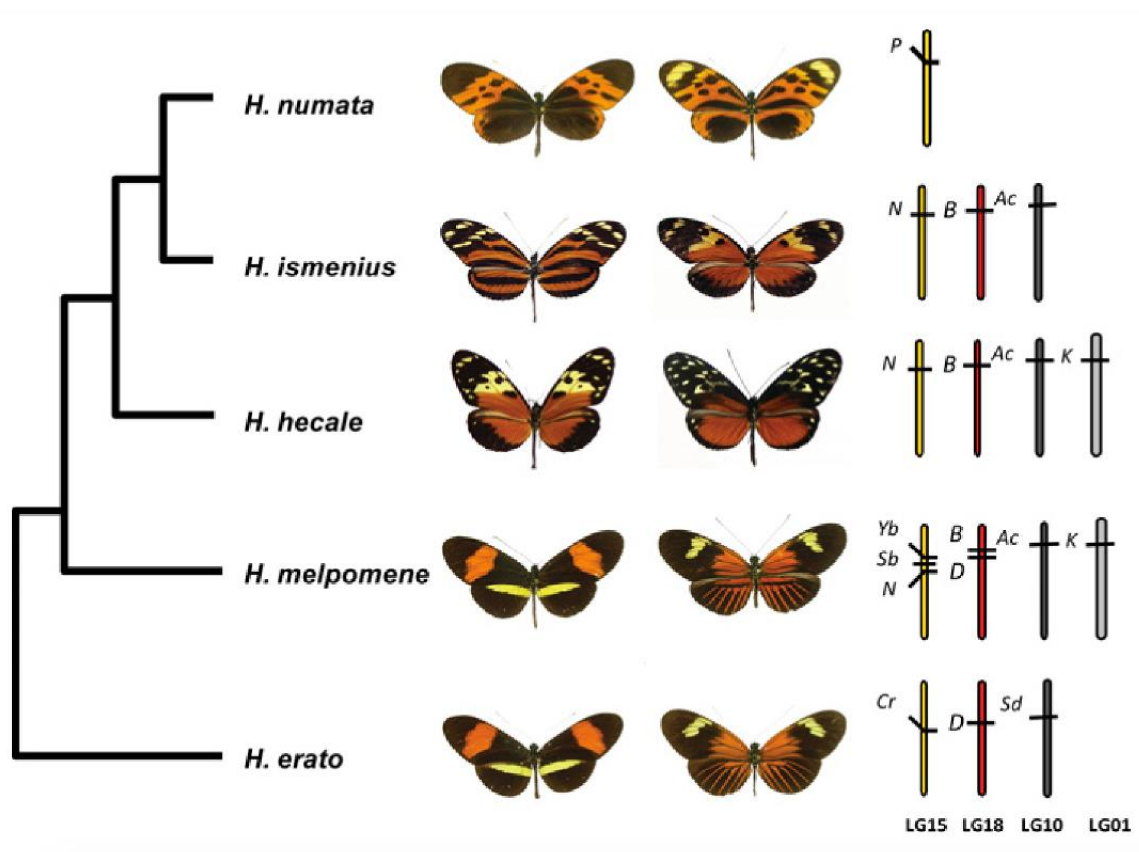 P
H. numata
N B Ac
H. ismenius
N B Ac K
H. hecale
Yb B Ac K
Sb
D
N
H. melpomene
Cr D Sd
H. erato
LG15 LG18 LG10 LG01